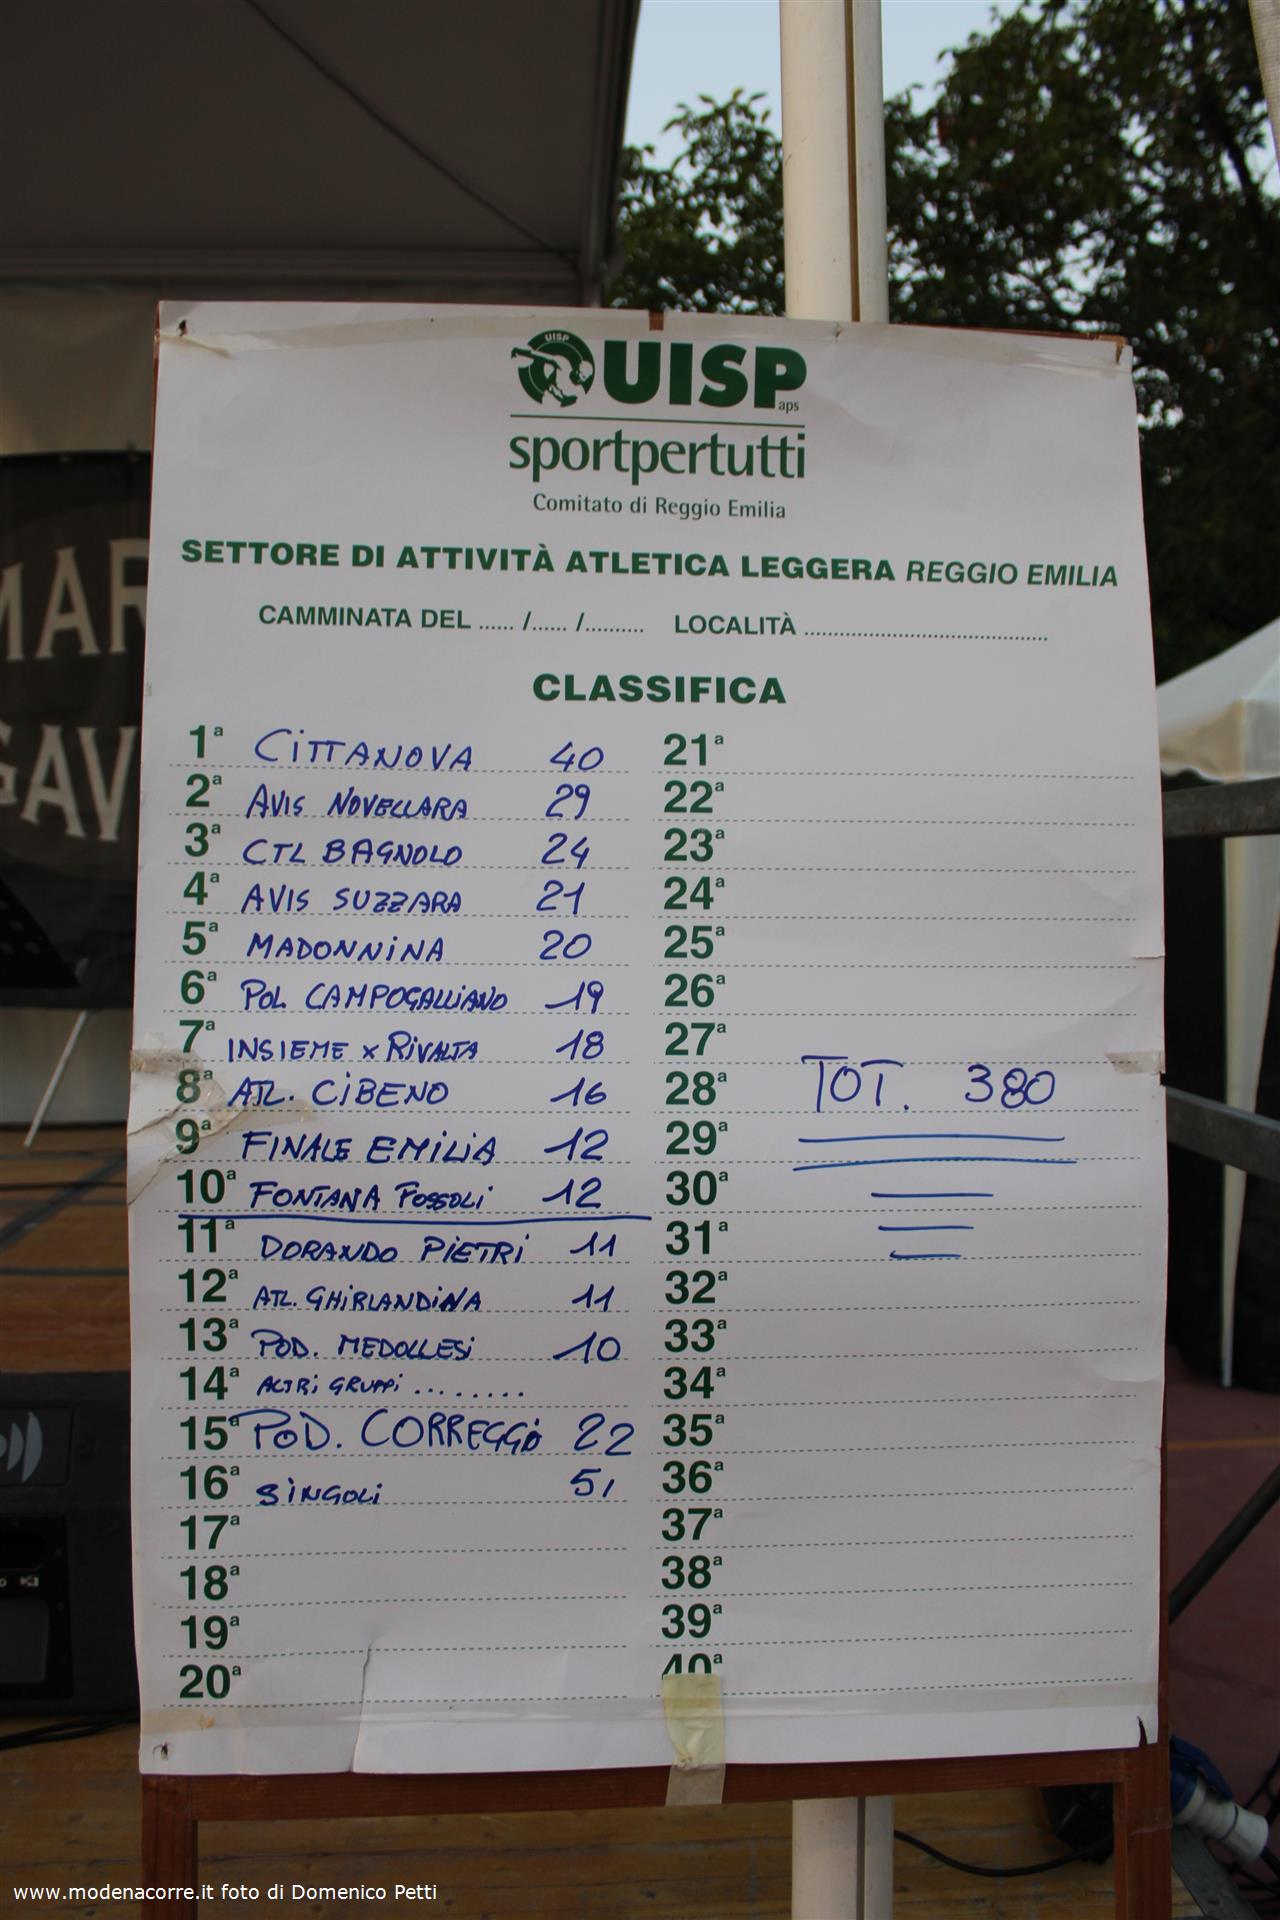 UISP
UISP
aps
sportpertutti
Comitato di Reggio Emilia
SETTORE DI ATTIVITÀ ATLETICA LEGGERA REGGIO EMILIA
CAMMINATA DEL ...... /...... /.......... LOCALITÀ ..........................................
CLASSIFICA
1ª CITTANOVA 40
2ª AVIS NOVELLARA 29
3ª CTL BAGNOLO 24
4ª AVIS SUZZARA 21
5ª MADONNINA 20
6ª POL CAMPOGALLIANO 19
7ª INSIEME x RIVALTA 18
8ª ATL. CIBENO 16
9ª FINALE EMILIA 12
10ª FONTANA FOSSOLI 12
11ª DORANDO PIETRI 11
12ª ATL. GHIRLANDINA 11
13ª POD. MEDOLLESI 10
14ª ALTRI GRUPPI ........
15ª POD. CORREGGIO 22
16ª SINGOLI 51
17ª
18ª
19ª
20ª
21ª
22ª
23ª
24ª
25ª
26ª
27ª
28ª TOT. 380
29ª
30ª
31ª
32ª
33ª
34ª
35ª
36ª
37ª
38ª
39ª
40ª
www.modenacorre.it foto di Domenico Petti